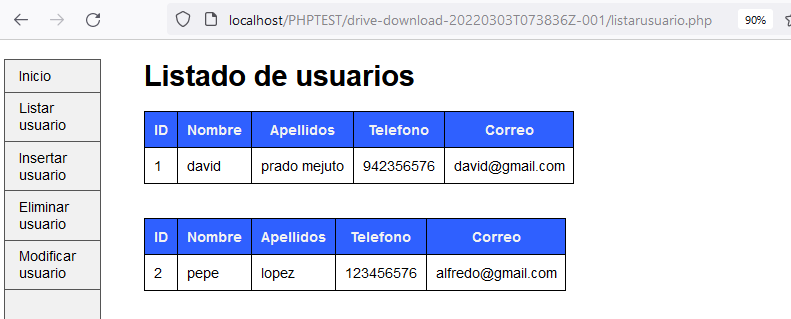 localhost/PHPTEST/drive-download-20220303T073836Z-001/listarusuario.php 90%
Inicio
Listar
usuario
Insertar
usuario
Eliminar
usuario
Modificar
usuario
Listado de usuarios
ID Nombre Apellidos Telefono Correo
1 david prado mejuto 942356576 david@gmail.com
ID Nombre Apellidos Telefono Correo
2 pepe lopez 123456576 alfredo@gmail.com